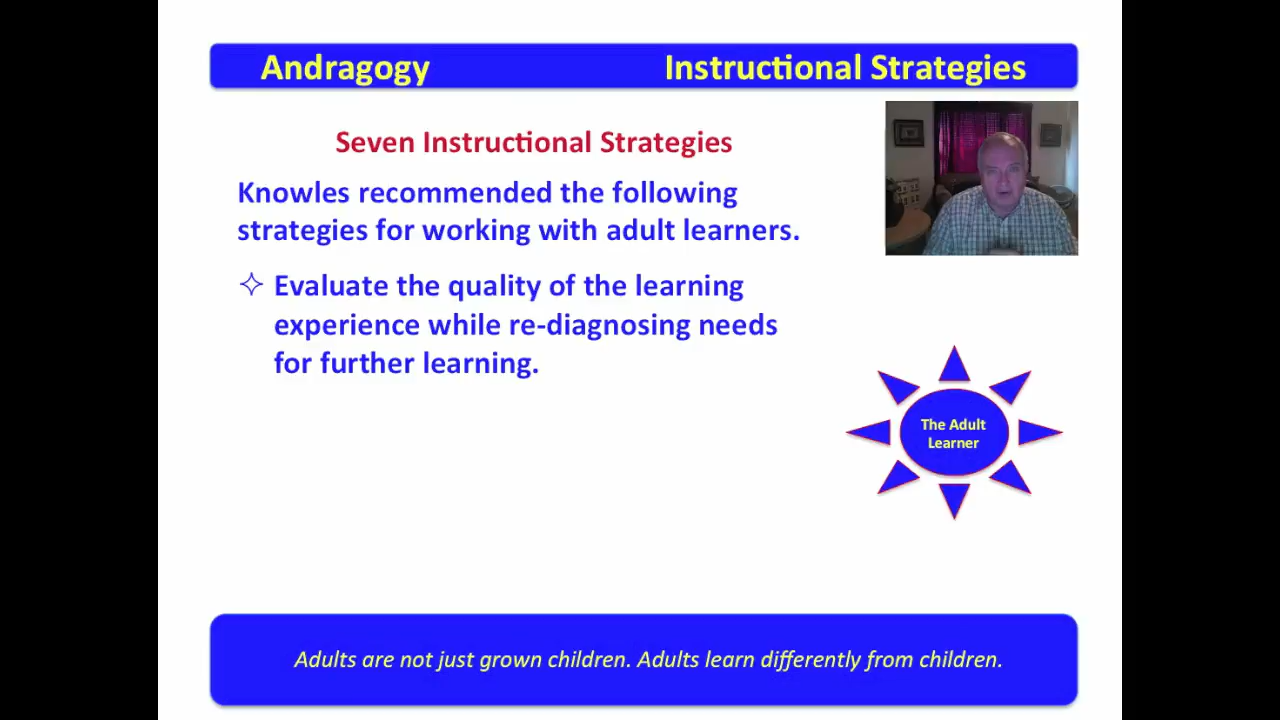 Andragogy Instructional Strategies
Seven Instructional Strategies
Knowles recommended the following
strategies for working with adult learners.
Evaluate the quality of the learning
experience while re-diagnosing needs
for further learning.
The Adult
Learner
Adults are not just grown children. Adults learn differently from children.